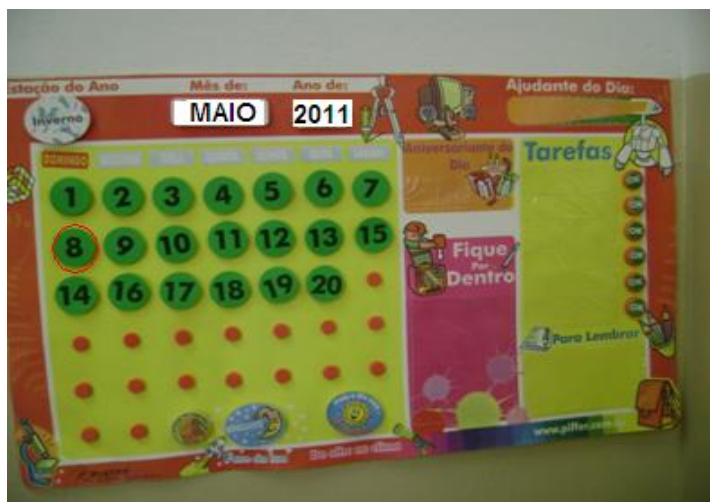 Estação do Ano Mês de: Ano de: Ajudante do Dia:
Inverno MAIO 2011
DOMINGO
Aniversariante do
Dia
Tarefas
1 2 3 4 5 6 7
8 9 10 11 12 13 15
14 16 17 18 19 20
Fique
Por
Dentro
Para Lembrar
www.piffer.com.br